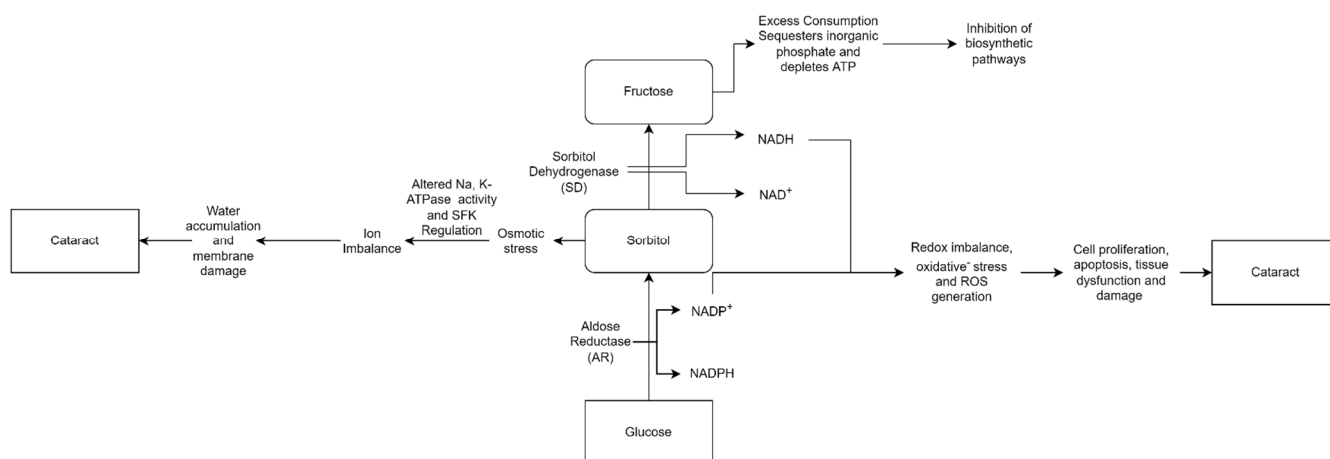 Excess Consumption
Sequesters inorganic
phosphate and
depletes ATP
Inhibition of
biosynthetic
pathways
Fructose
NADH
Sorbitol
Dehydrogenase
(SD)
NAD⁺
Altered Na, K-
ATPase activity
and SFK
Regulation
Water
accumulation and
membrane
damage
Cataract
Ion
Imbalance
Osmotic
stress
Sorbitol
Redox imbalance,
oxidative⁻ stress
and ROS
generation
Cell proliferation,
apoptosis, tissue
dysfunction and
damage
Cataract
NADP⁺
Aldose
Reductase
(AR)
NADPH
Glucose